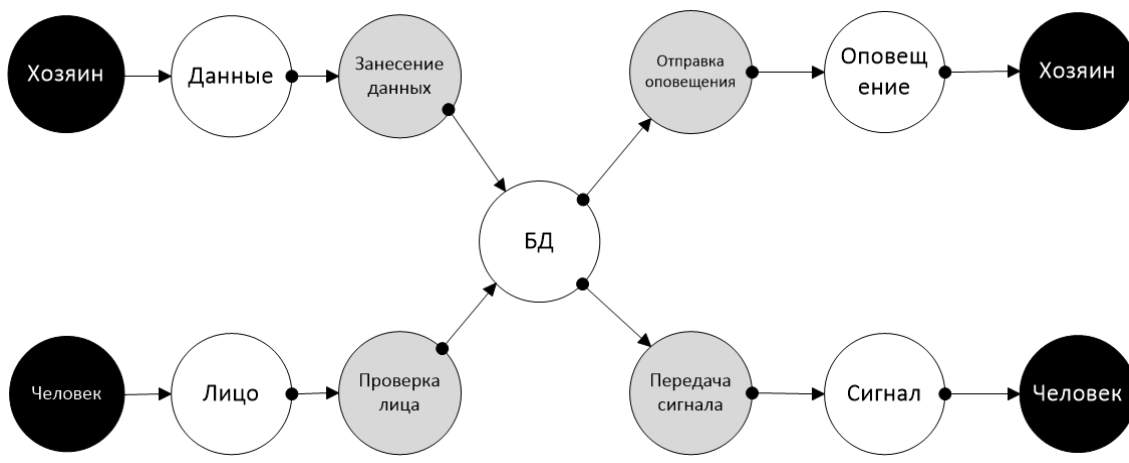 Хозяин
Данные
Занесение
данных
Отправка
оповещения
Оповещ
ение
Хозяин
БД
Человек
Лицо
Проверка
лица
Передача
сигнала
Сигнал
Человек